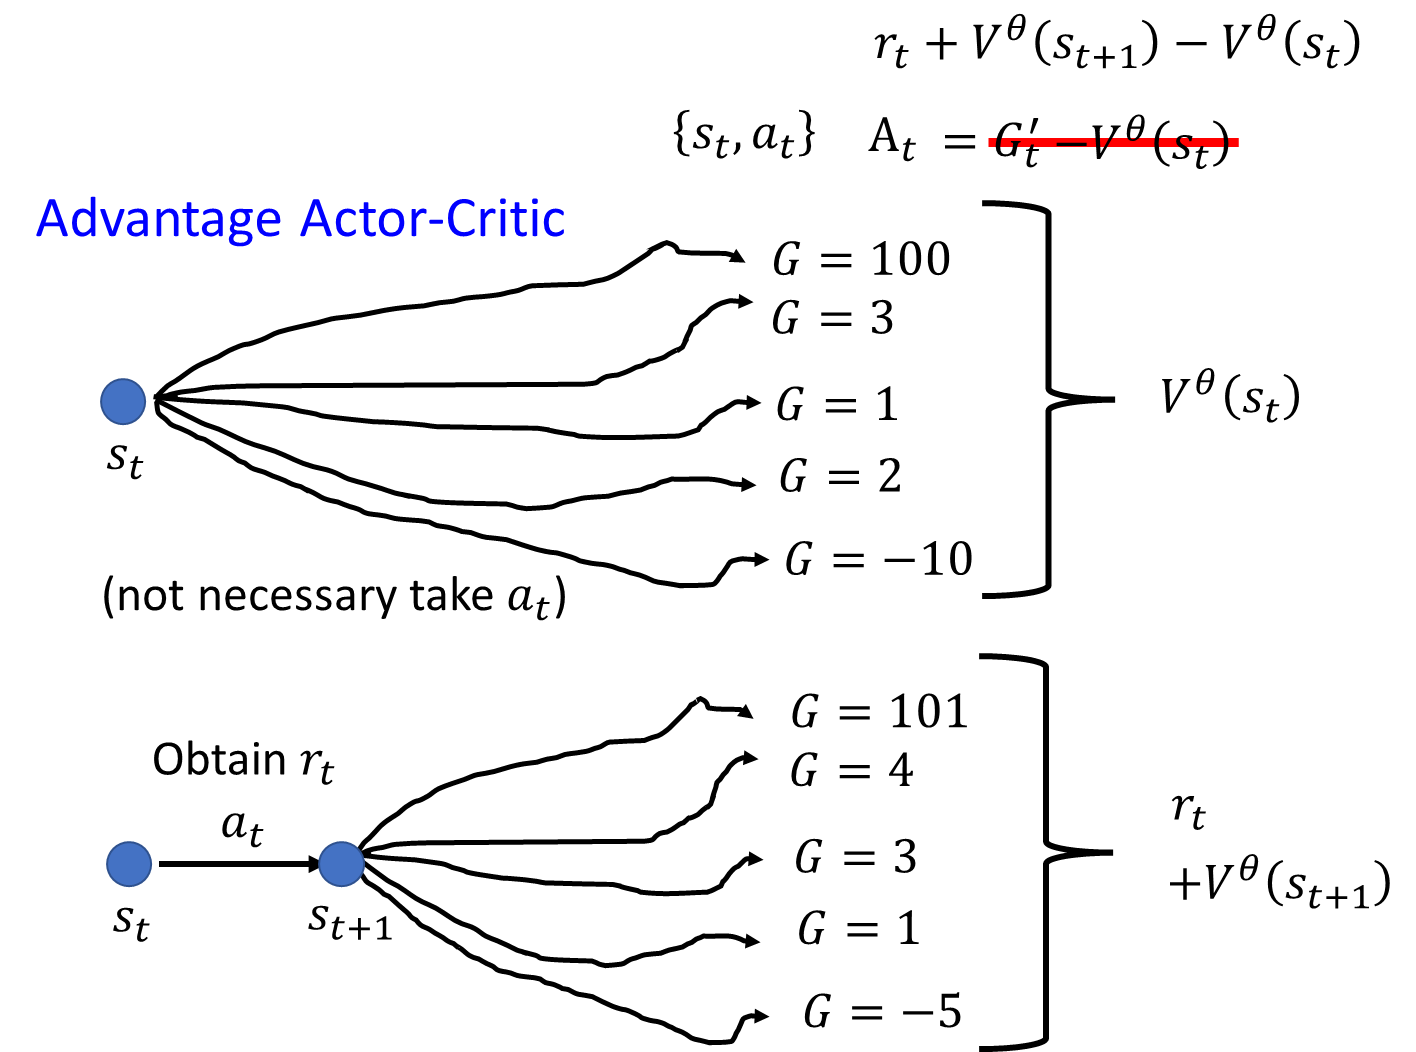 r_t + V^θ(s_{t+1}) − V^θ(s_t)
{s_t, a_t} A_t = G′_t − V^θ(s_t)
Advantage Actor-Critic
G = 100
G = 3
G = 1
G = 2
G = −10
s_t
V^θ(s_t)
(not necessary take a_t)
G = 101
G = 4
G = 3
G = 1
G = −5
Obtain r_t
a_t
s_t
s_{t+1}
r_t
+V^θ(s_{t+1})